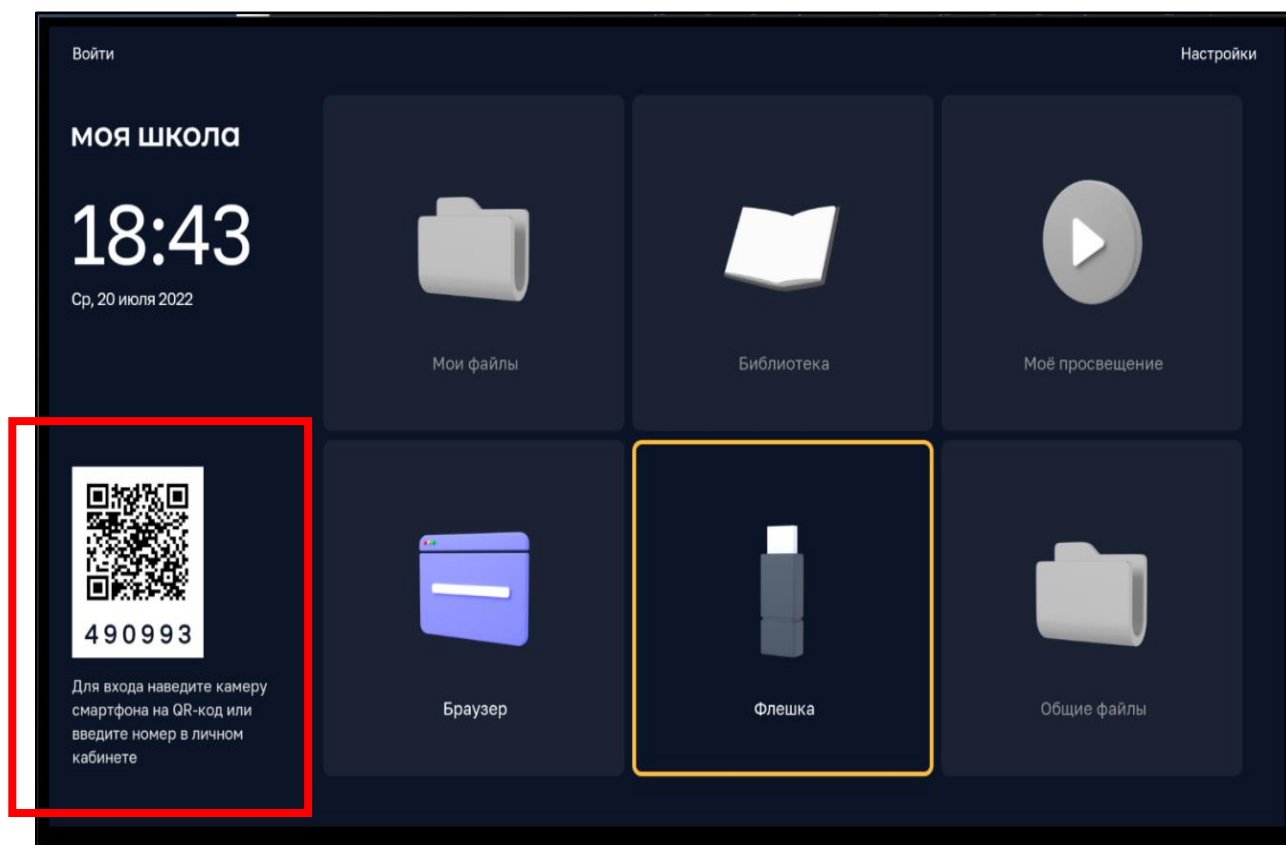 Войти
Настройки
моя школа
18:43
Ср, 20 июля 2022
Мои файлы
Библиотека
Моё просвещение
490993
Для входа наведите камеру
смартфона на QR-код или
введите номер в личном
кабинете
Браузер
Флешка
Общие файлы